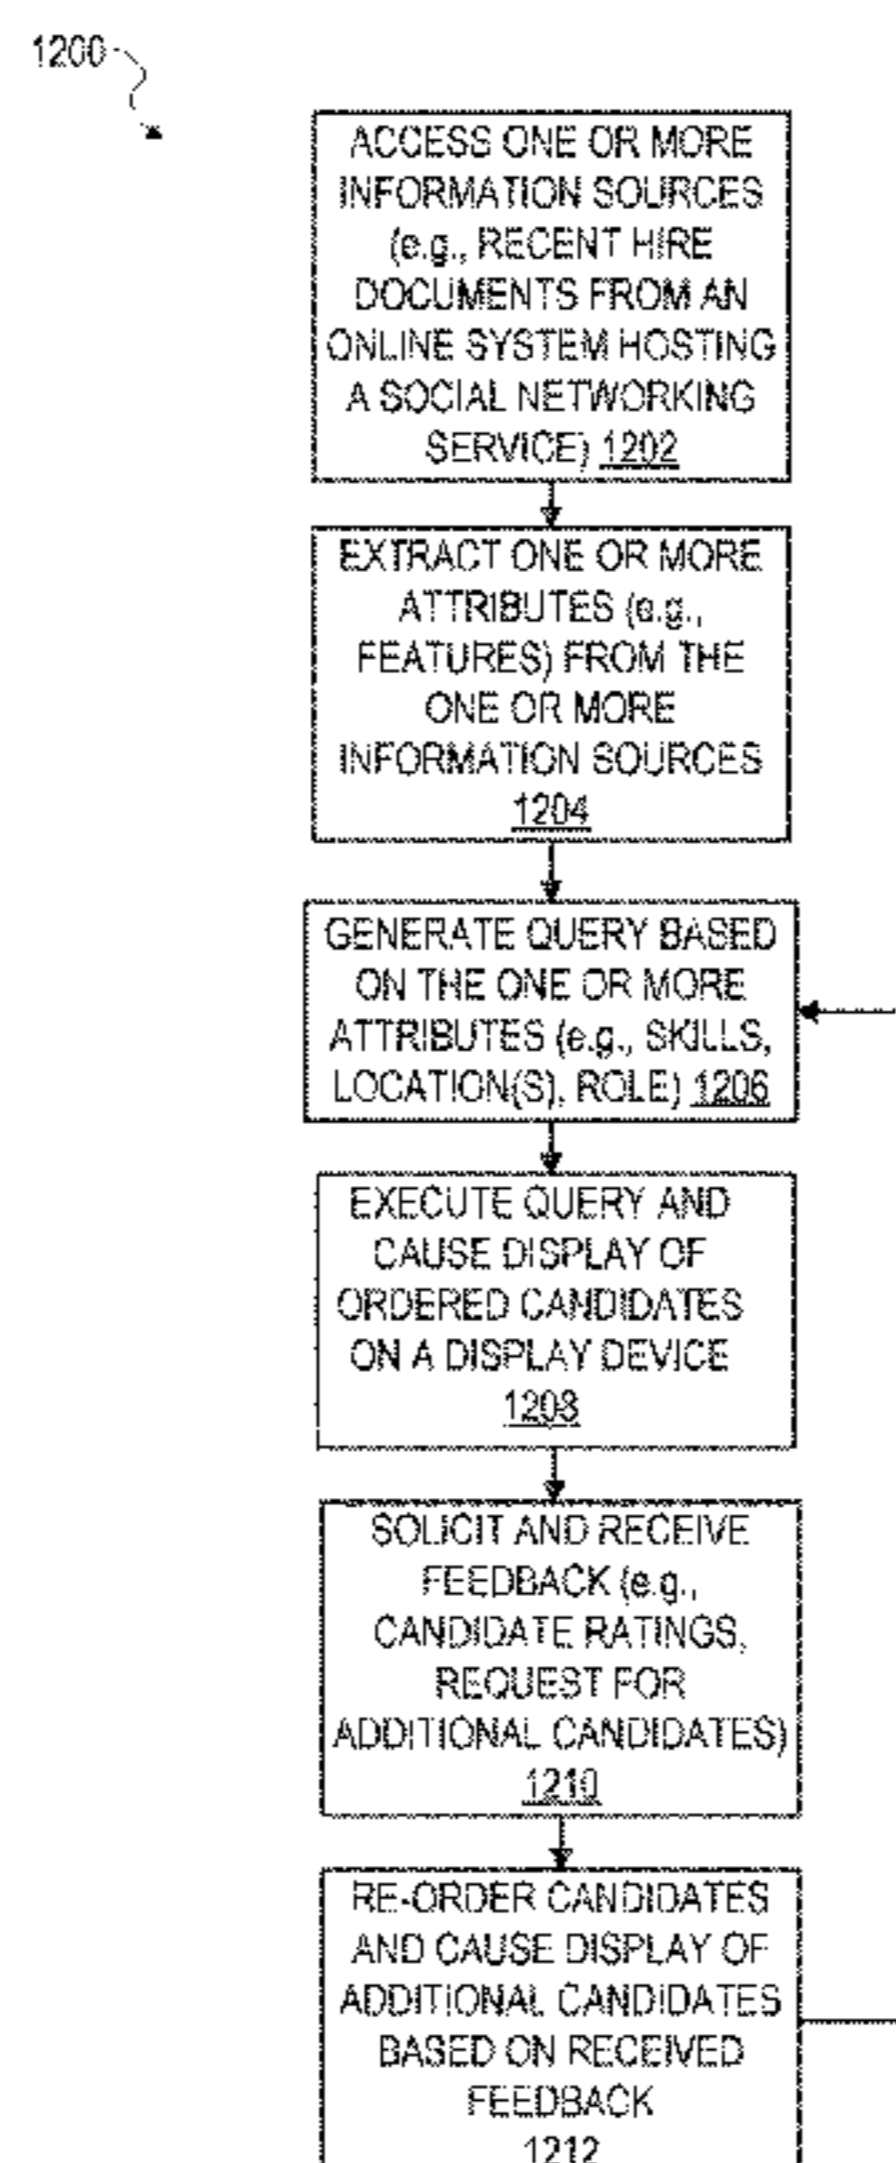 1200
ACCESS ONE OR MORE
INFORMATION SOURCES
(e.g., RECENT HIRE
DOCUMENTS FROM AN
ONLINE SYSTEM HOSTING
A SOCIAL NETWORKING
SERVICE) 1202
EXTRACT ONE OR MORE
ATTRIBUTES (e.g.,
FEATURES) FROM THE
ONE OR MORE
INFORMATION SOURCES
1204
GENERATE QUERY BASED
ON THE ONE OR MORE
ATTRIBUTES (e.g., SKILLS,
LOCATION(S), ROLE) 1206
EXECUTE QUERY AND
CAUSE DISPLAY OF
ORDERED CANDIDATES
ON A DISPLAY DEVICE
1208
SOLICIT AND RECEIVE
FEEDBACK (e.g.,
CANDIDATE RATINGS,
REQUEST FOR
ADDITIONAL CANDIDATES)
1210
RE-ORDER CANDIDATES
AND CAUSE DISPLAY OF
ADDITIONAL CANDIDATES
BASED ON RECEIVED
FEEDBACK
1212